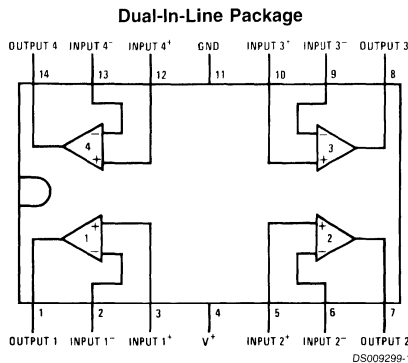 Dual-In-Line Package
OUTPUT 4 INPUT 4⁻ INPUT 4⁺ GND INPUT 3⁺ INPUT 3⁻ OUTPUT 3
14 13 12 11 10 9 8
− −
4 3
+ +
+ +
1 2
− −
1 2 3 4 5 6 7
OUTPUT 1 INPUT 1⁻ INPUT 1⁺ V⁺ INPUT 2⁺ INPUT 2⁻ OUTPUT 2
DS009299-1